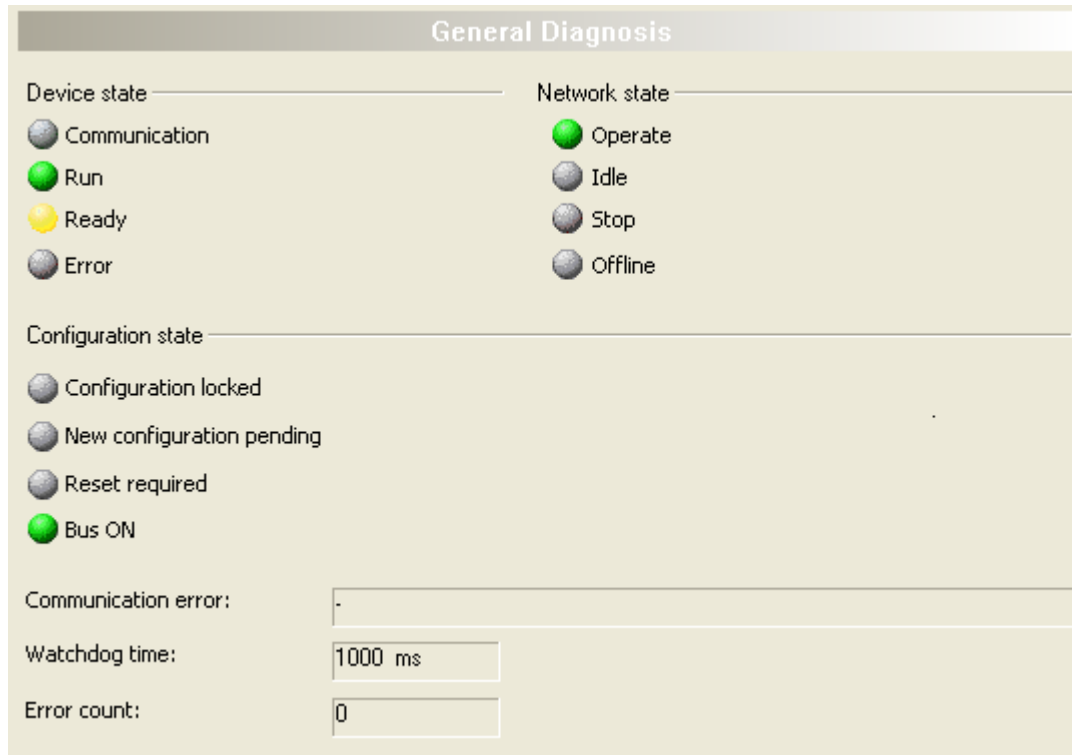 General Diagnosis
Device state
Communication
Run
Ready
Error
Network state
Operate
Idle
Stop
Offline
Configuration state
Configuration locked
New configuration pending
Reset required
Bus ON
Communication error: -
Watchdog time: 1000 ms
Error count: 0